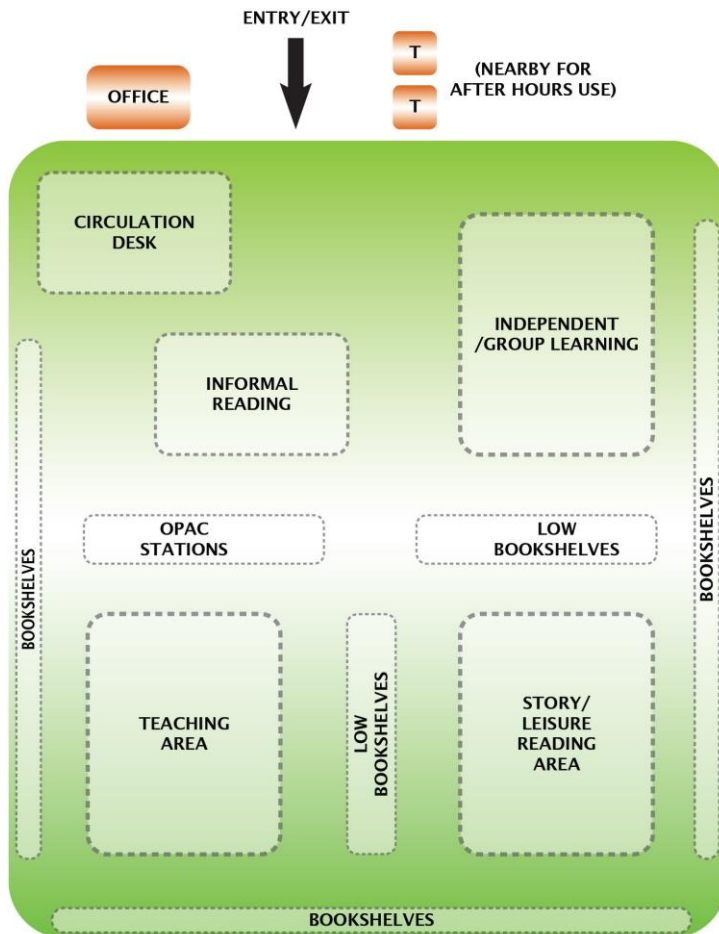 ENTRY/EXIT
OFFICE
T
T
(NEARBY FOR
AFTER HOURS USE)
CIRCULATION
DESK
INDEPENDENT
/GROUP LEARNING
INFORMAL
READING
BOOKSHELVES
BOOKSHELVES
OPAC
STATIONS
LOW
BOOKSHELVES
TEACHING
AREA
LOW
BOOKSHELVES
STORY/
LEISURE
READING
AREA
BOOKSHELVES